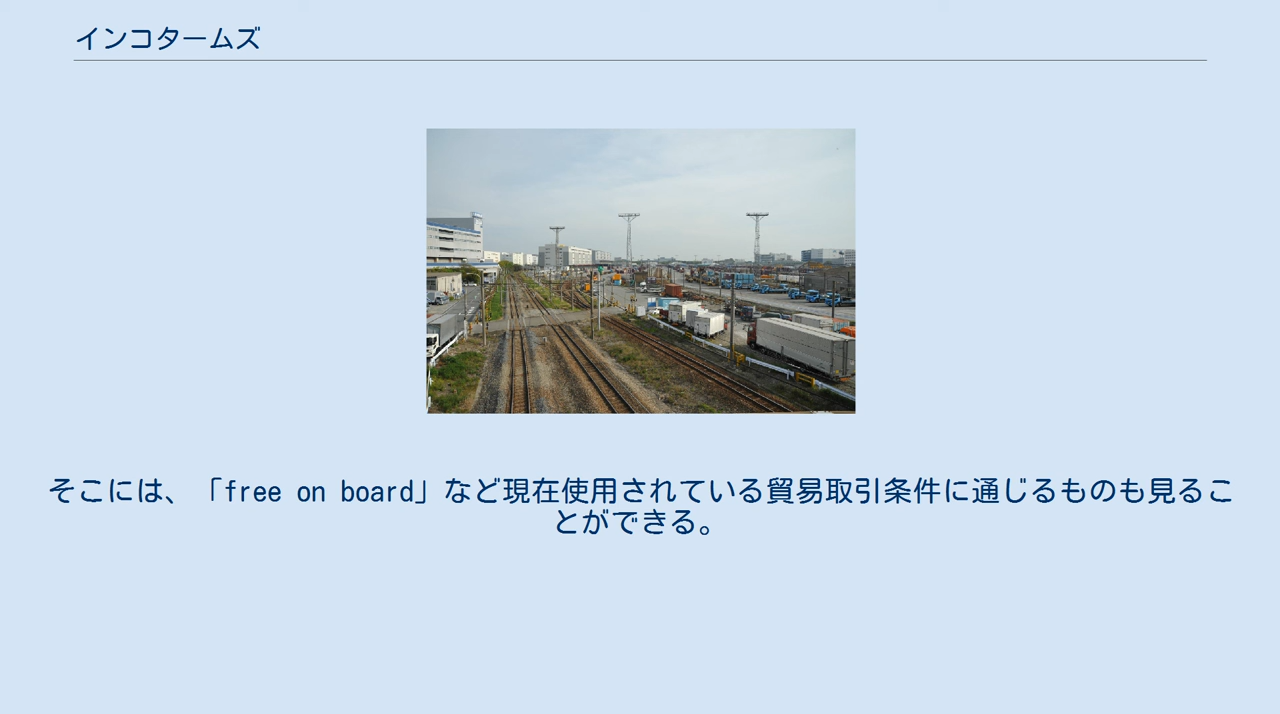 インコタームズ
そこには、「free on board」など現在使用されている貿易取引条件に通じるものも見るこ
とができる。